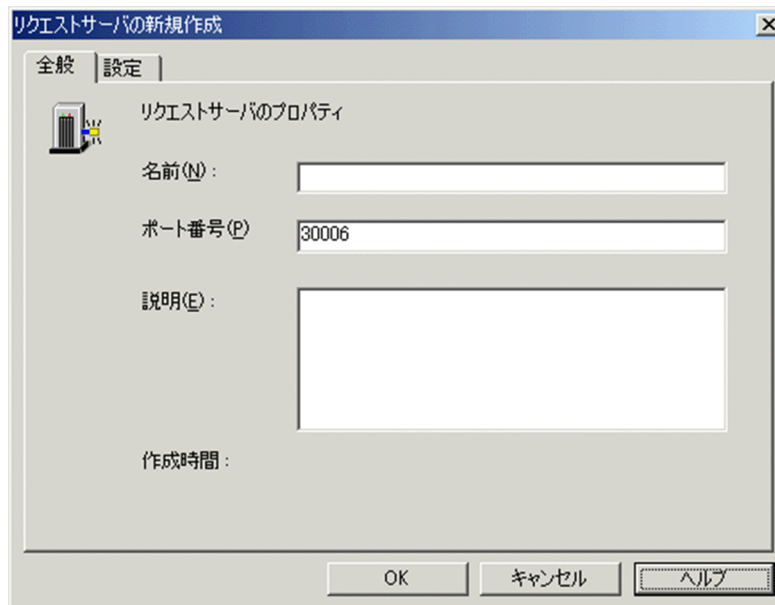 リクエストサーバの新規作成
全般 設定
リクエストサーバのプロパティ
名前(N):
ポート番号(P) 30006
説明(E):
作成時間:
OK キャンセル ヘルプ